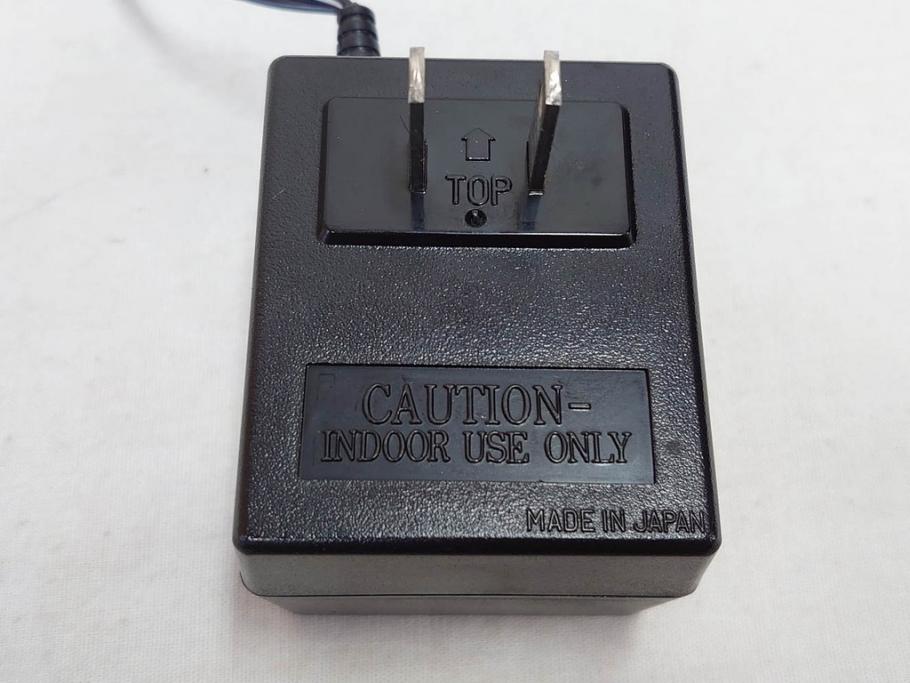 TOP
CAUTION-
INDOOR USE ONLY
MADE IN JAPAN